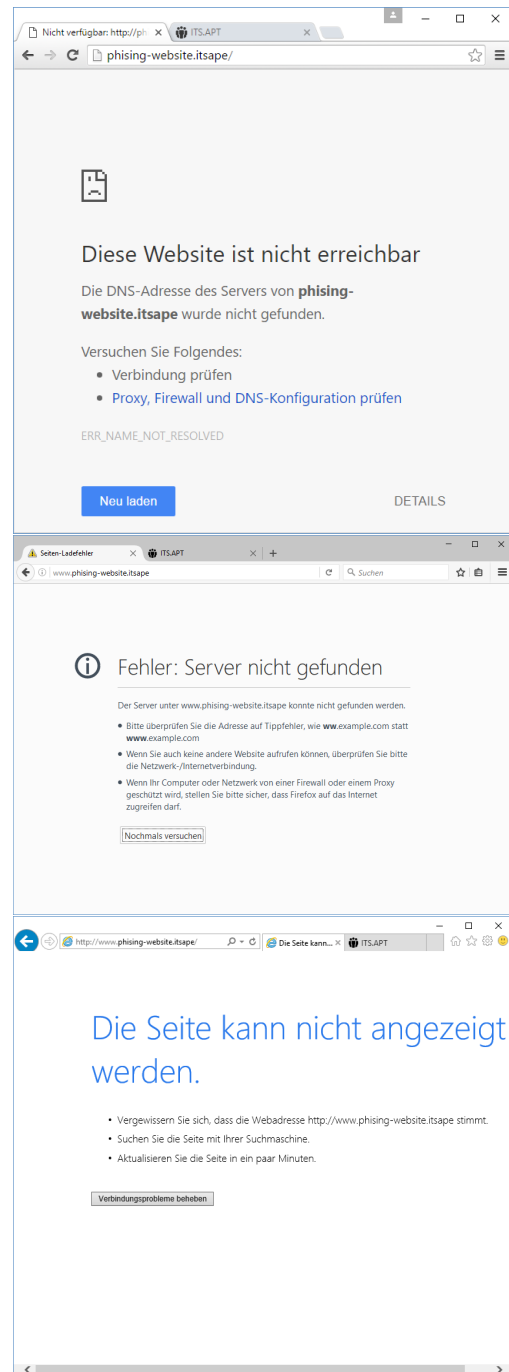 Nicht verfügbar: http://ph
ITS.APT
phising-website.itsape/
Diese Website ist nicht erreichbar
Die DNS-Adresse des Servers von phising-
website.itsape wurde nicht gefunden.
Versuchen Sie Folgendes:
• Verbindung prüfen
• Proxy, Firewall und DNS-Konfiguration prüfen
ERR_NAME_NOT_RESOLVED
Neu laden
DETAILS
Seiten-Ladefehler
ITS.APT
www.phising-website.itsape
Suchen
Fehler: Server nicht gefunden
Der Server unter www.phising-website.itsape konnte nicht gefunden werden.
• Bitte überprüfen Sie die Adresse auf Tippfehler, wie ww.example.com statt
www.example.com
• Wenn Sie auch keine andere Website aufrufen können, überprüfen Sie bitte
die Netzwerk-/Internetverbindung.
• Wenn Ihr Computer oder Netzwerk von einer Firewall oder einem Proxy
geschützt wird, stellen Sie bitte sicher, dass Firefox auf das Internet
zugreifen darf.
Nochmals versuchen
http://www.phising-website.itsape/
Die Seite kann...
ITS.APT
Die Seite kann nicht angezeigt
werden.
• Vergewissern Sie sich, dass die Webadresse http://www.phising-website.itsape stimmt.
• Suchen Sie die Seite mit Ihrer Suchmaschine.
• Aktualisieren Sie die Seite in ein paar Minuten.
Verbindungsprobleme beheben